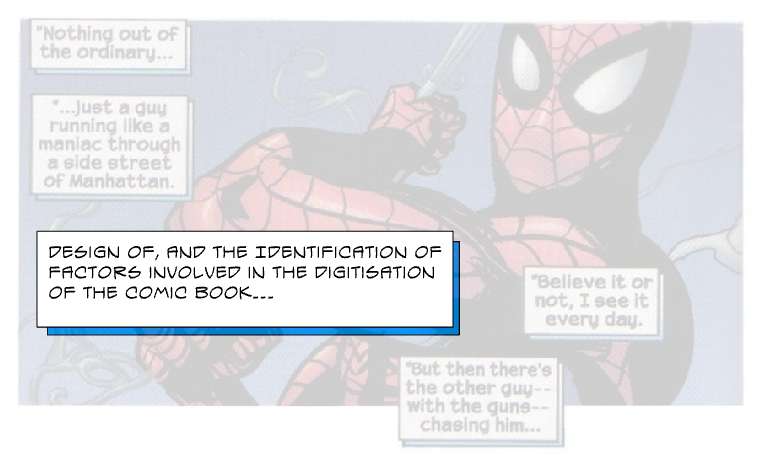 "Nothing out of
the ordinary...
"...Just a guy
running like a
maniac through
a side street
of Manhattan.
DESIGN OF, AND THE IDENTIFICATION OF
FACTORS INVOLVED IN THE DIGITISATION
OF THE COMIC BOOK...
"Believe it or
not, I see it
every day.
"But then there's
the other guy--
with the guns--
chasing him...